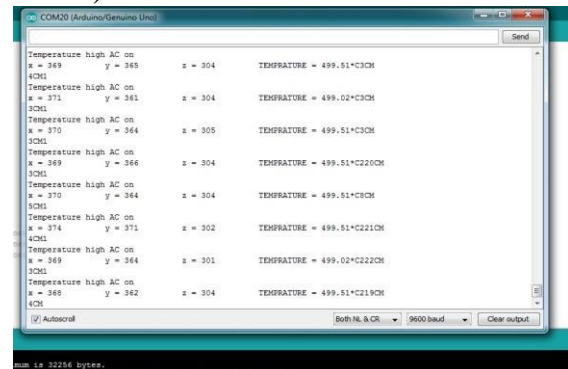 COM20 (Arduino/Genuino Uno)
Send
Temperature high AC on
x = 369 y = 365 z = 304 TEMPRATURE = 499.51*C3CM
4CM1
Temperature high AC on
x = 371 y = 361 z = 304 TEMPRATURE = 499.02*C3CM
3CM1
Temperature high AC on
x = 370 y = 364 z = 305 TEMPRATURE = 499.51*C3CM
3CM1
Temperature high AC on
x = 369 y = 366 z = 304 TEMPRATURE = 499.51*C220CM
3CM1
Temperature high AC on
x = 370 y = 364 z = 304 TEMPRATURE = 499.51*C8CM
5CM1
Temperature high AC on
x = 374 y = 371 z = 302 TEMPRATURE = 499.51*C221CM
4CM1
Temperature high AC on
x = 369 y = 364 z = 301 TEMPRATURE = 499.02*C222CM
3CM1
Temperature high AC on
x = 368 y = 362 z = 304 TEMPRATURE = 499.51*C219CM
4CM
Autoscroll Both NL & CR 9600 baud Clear output
mum is 32256 bytes.